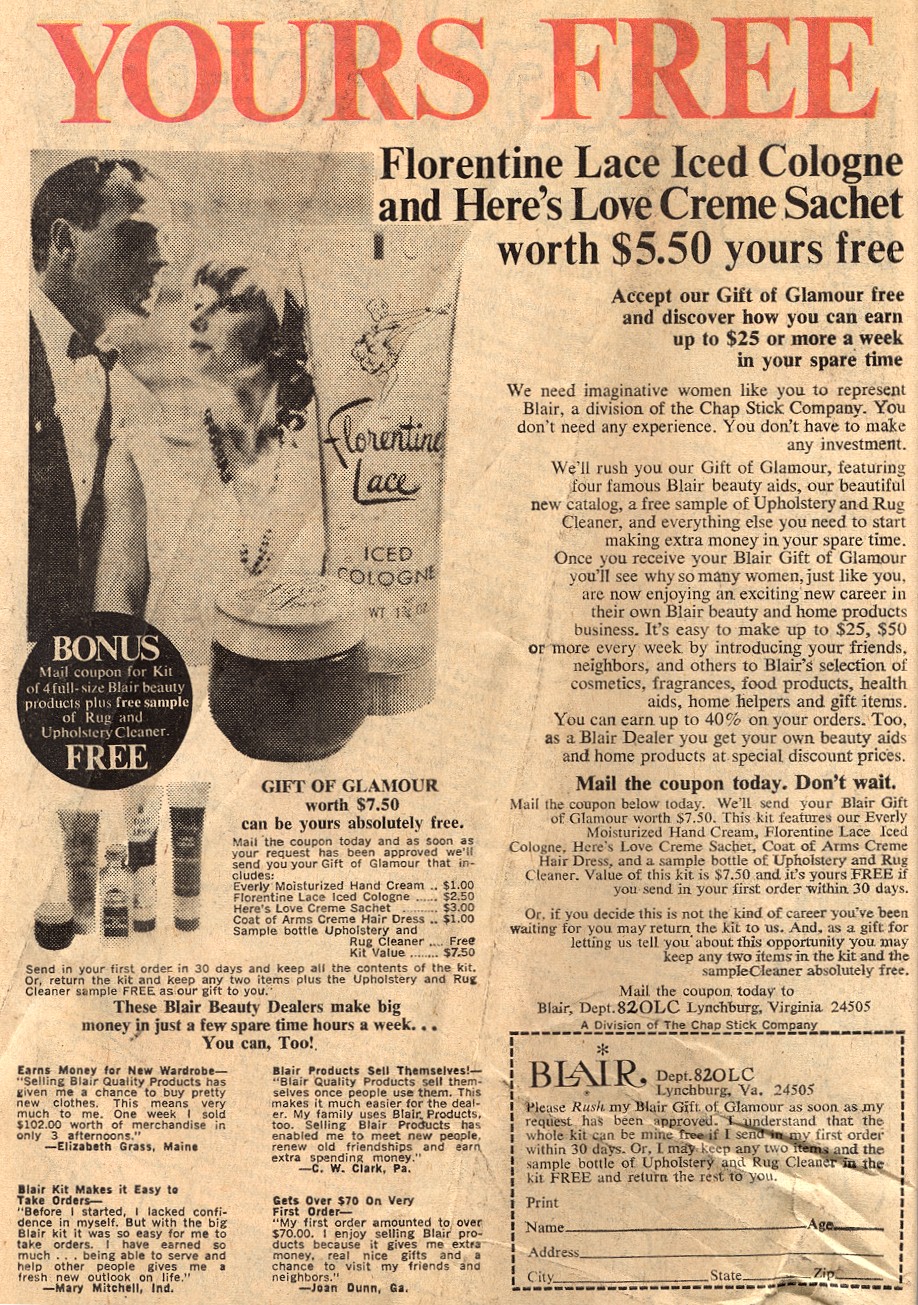 YOURS FREE
Florentine Lace Iced Cologne
and Here's Love Creme Sachet
worth $5.50 yours free
Accept our Gift of Glamour free
and discover how you can earn
up to $25 or more a week
in your spare time
We need imaginative women like you to represent
Blair, a division of the Chap Stick Company. You
don't need any experience. You don't have to make
any investment.
We'll rush you our Gift of Glamour, featuring
four famous Blair beauty aids, our beautiful
new catalog, a free sample of Upholstery and Rug
Cleaner, and everything else you need to start
making extra money in your spare time.
Once you receive your Blair Gift of Glamour
you'll see why so many women, just like you,
are now enjoying an exciting new career in
their own Blair beauty and home products
business. It's easy to make up to $25, $50
or more every week by introducing your friends,
neighbors, and others to Blair's selection of
cosmetics, fragrances, food products, health
aids, home helpers and gift items.
You can earn up to 40% on your orders. Too,
as a Blair Dealer you get your own beauty aids
and home products at special discount prices.
Mail the coupon today. Don't wait.
Mail the coupon below today. We'll send your Blair Gift
of Glamour worth $7.50. This kit features our Everly
Moisturized Hand Cream, Florentine Lace Iced
Cologne, Here's Love Creme Sachet, Coat of Arms Creme
Hair Dress, and a sample bottle of Upholstery and Rug
Cleaner. Value of this kit is $7.50 and it's yours FREE if
you send in your first order within 30 days.
Or, if you decide this is not the kind of career you've been
waiting for you may return the kit to us. And, as a gift for
letting us tell you about this opportunity you may
keep any two items in the kit and the
sample Cleaner absolutely free.
Mail the coupon today to
Blair, Dept. 82OLC Lynchburg, Virginia 24505
A Division of The Chap Stick Company
Florentine
Lace
ICED
COLOGNE
WT 1¾ OZ
BONUS
Mail coupon for Kit
of 4 full-size Blair beauty
products plus free sample
of Rug and
Upholstery Cleaner.
FREE
GIFT OF GLAMOUR
worth $7.50
can be yours absolutely free.
Mail the coupon today and as soon as
your request has been approved we'll
send you your Gift of Glamour that in-
cludes:
Everly Moisturized Hand Cream .. $1.00
Florentine Lace Iced Cologne ..... $2.50
Here's Love Creme Sachet ......... $3.00
Coat of Arms Creme Hair Dress .. $1.00
Sample bottle Upholstery and
Rug Cleaner .... Free
Kit Value ........ $7.50
Send in your first order in 30 days and keep all the contents of the kit.
Or, return the kit and keep any two items plus the Upholstery and Rug
Cleaner sample FREE as our gift to you.
These Blair Beauty Dealers make big
money in just a few spare time hours a week. . .
You can, Too!
Earns Money for New Wardrobe—
"Selling Blair Quality Products has
given me a chance to buy pretty
new clothes. This means very
much to me. One week I sold
$102.00 worth of merchandise in
only 3 afternoons."
—Elizabeth Grass, Maine
Blair Kit Makes it Easy to
Take Orders—
"Before I started, I lacked confi-
dence in myself. But with the big
Blair kit it was so easy for me to
take orders. I have earned so
much . . . being able to serve and
help other people gives me a
fresh new outlook on life."
—Mary Mitchell, Ind.
Blair Products Sell Themselves!—
"Blair Quality Products sell them-
selves once people use them. This
makes it much easier for the deal-
er. My family uses Blair Products,
too. Selling Blair Products has
enabled me to meet new people,
renew old friendships and earn
extra spending money."
—C. W. Clark, Pa.
Gets Over $70 On Very
First Order—
"My first order amounted to over
$70.00. I enjoy selling Blair pro-
ducts because it gives me extra
money, real nice gifts and a
chance to visit my friends and
neighbors."
—Joan Dunn, Ga.
BLAIR, Dept. 82OLC
Lynchburg, Va. 24505
Please Rush my Blair Gift of Glamour as soon as my
request has been approved. I understand that the
whole kit can be mine free if I send in my first order
within 30 days. Or, I may keep any two items and the
sample bottle of Upholstery and Rug Cleaner in the
kit FREE and return the rest to you.
Print
Name Age
Address
City State Zip